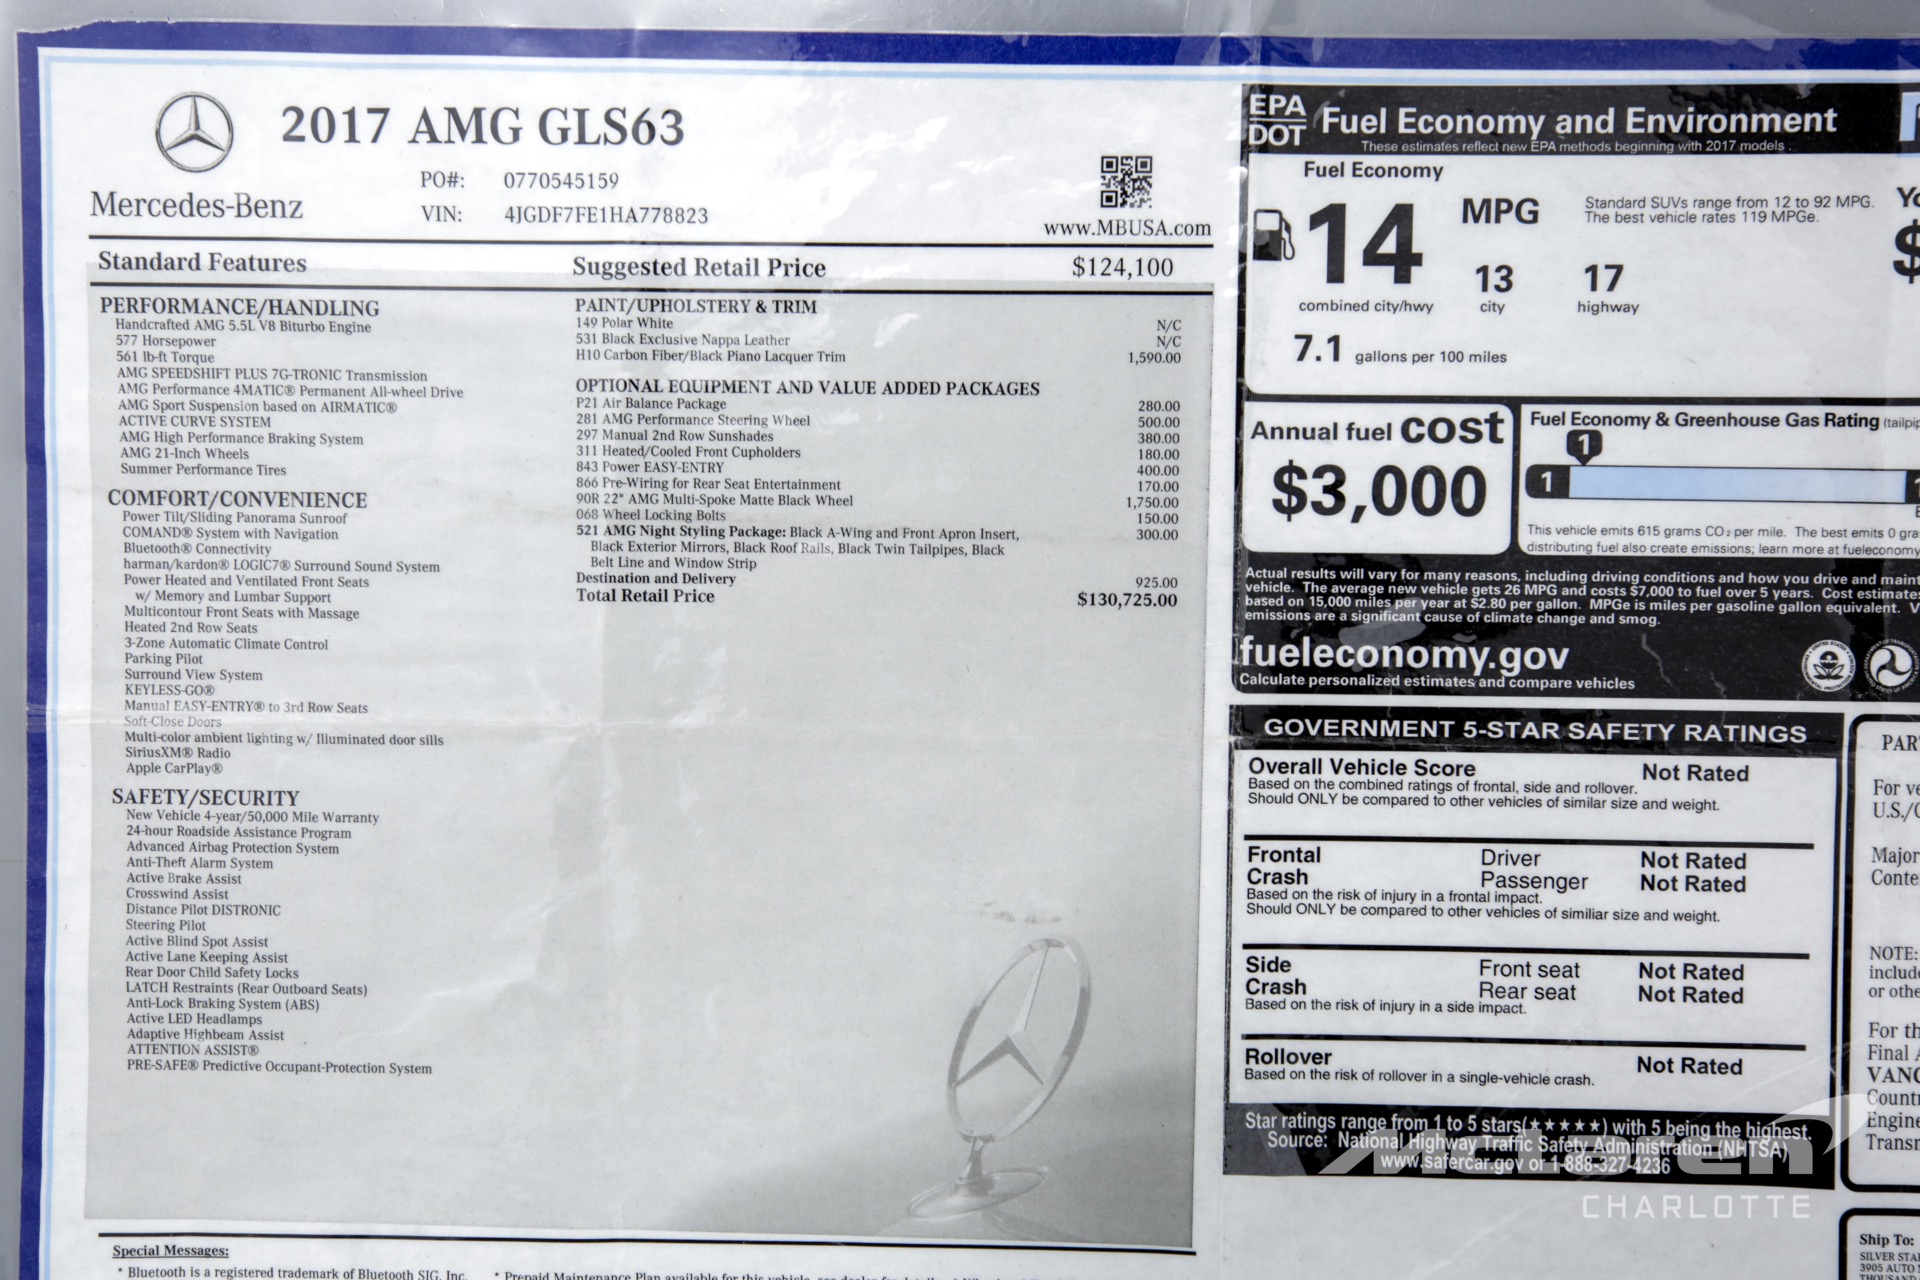 2017 AMG GLS63
Mercedes-Benz
PO#: 0770545159
VIN: 4JGDF7FE1HA778823
www.MBUSA.com
Standard Features
Suggested Retail Price $124,100
PERFORMANCE/HANDLING
Handcrafted AMG 5.5L V8 Biturbo Engine
577 Horsepower
561 lb-ft Torque
AMG SPEEDSHIFT PLUS 7G-TRONIC Transmission
AMG Performance 4MATIC® Permanent All-wheel Drive
AMG Sport Suspension based on AIRMATIC®
ACTIVE CURVE SYSTEM
AMG High Performance Braking System
AMG 21-Inch Wheels
Summer Performance Tires
COMFORT/CONVENIENCE
Power Tilt/Sliding Panorama Sunroof
COMAND® System with Navigation
Bluetooth® Connectivity
harman/kardon® LOGIC7® Surround Sound System
Power Heated and Ventilated Front Seats
w/ Memory and Lumbar Support
Multicontour Front Seats with Massage
Heated 2nd Row Seats
3-Zone Automatic Climate Control
Parking Pilot
Surround View System
KEYLESS-GO®
Manual EASY-ENTRY® to 3rd Row Seats
Soft-Close Doors
Multi-color ambient lighting w/ Illuminated door sills
SiriusXM® Radio
Apple CarPlay®
SAFETY/SECURITY
New Vehicle 4-year/50,000 Mile Warranty
24-hour Roadside Assistance Program
Advanced Airbag Protection System
Anti-Theft Alarm System
Active Brake Assist
Crosswind Assist
Distance Pilot DISTRONIC
Steering Pilot
Active Blind Spot Assist
Active Lane Keeping Assist
Rear Door Child Safety Locks
LATCH Restraints (Rear Outboard Seats)
Anti-Lock Braking System (ABS)
Active LED Headlamps
Adaptive Highbeam Assist
ATTENTION ASSIST®
PRE-SAFE® Predictive Occupant-Protection System
PAINT/UPHOLSTERY & TRIM
149 Polar White N/C
531 Black Exclusive Nappa Leather N/C
H10 Carbon Fiber/Black Piano Lacquer Trim 1,590.00
OPTIONAL EQUIPMENT AND VALUE ADDED PACKAGES
P21 Air Balance Package 280.00
281 AMG Performance Steering Wheel 500.00
297 Manual 2nd Row Sunshades 380.00
311 Heated/Cooled Front Cupholders 180.00
843 Power EASY-ENTRY 400.00
866 Pre-Wiring for Rear Seat Entertainment 170.00
90R 22" AMG Multi-Spoke Matte Black Wheel 1,750.00
068 Wheel Locking Bolts 150.00
521 AMG Night Styling Package: Black A-Wing and Front Apron Insert, 300.00
Black Exterior Mirrors, Black Roof Rails, Black Twin Tailpipes, Black
Belt Line and Window Strip
Destination and Delivery 925.00
Total Retail Price $130,725.00
Special Messages:
* Bluetooth is a registered trademark of Bluetooth SIG, Inc.
* Prepaid Maintenance Plan available for this vehicle,
EPA
DOT
Fuel Economy and Environment
These estimates reflect new EPA methods beginning with 2017 models .
Fuel Economy
14 MPG
Standard SUVs range from 12 to 92 MPG.
The best vehicle rates 119 MPGe.
13 17
combined city/hwy city highway
7.1 gallons per 100 miles
$
Annual fuel cost
$3,000
Fuel Economy & Greenhouse Gas Rating
1
1
This vehicle emits 615 grams CO₂ per mile. The best emits 0
distributing fuel also create emissions; learn more at fueleconomy
Actual results will vary for many reasons, including driving conditions and how you drive and
vehicle. The average new vehicle gets 26 MPG and costs $7,000 to fuel over 5 years. Cost estimates
based on 15,000 miles per year at $2.80 per gallon. MPGe is miles per gasoline gallon equivalent.
emissions are a significant cause of climate change and smog.
fueleconomy.gov
Calculate personalized estimates and compare vehicles
GOVERNMENT 5-STAR SAFETY RATINGS
Overall Vehicle Score Not Rated
Based on the combined ratings of frontal, side and rollover.
Should ONLY be compared to other vehicles of similar size and weight.
Frontal Driver Not Rated
Crash Passenger Not Rated
Based on the risk of injury in a frontal impact.
Should ONLY be compared to other vehicles of similiar size and weight.
Side Front seat Not Rated
Crash Rear seat Not Rated
Based on the risk of injury in a side impact.
Rollover Not Rated
Based on the risk of rollover in a single-vehicle crash.
Star ratings range from 1 to 5 stars(★★★★★) with 5 being the highest.
Source: National Highway Traffic Safety Administration (NHTSA)
www.safercar.gov or 1-888-327-4236
For
U.S./
Major
NOTE:
or
For
Final
Ship To:
3905 AUTO
McLaren
CHARLOTTE